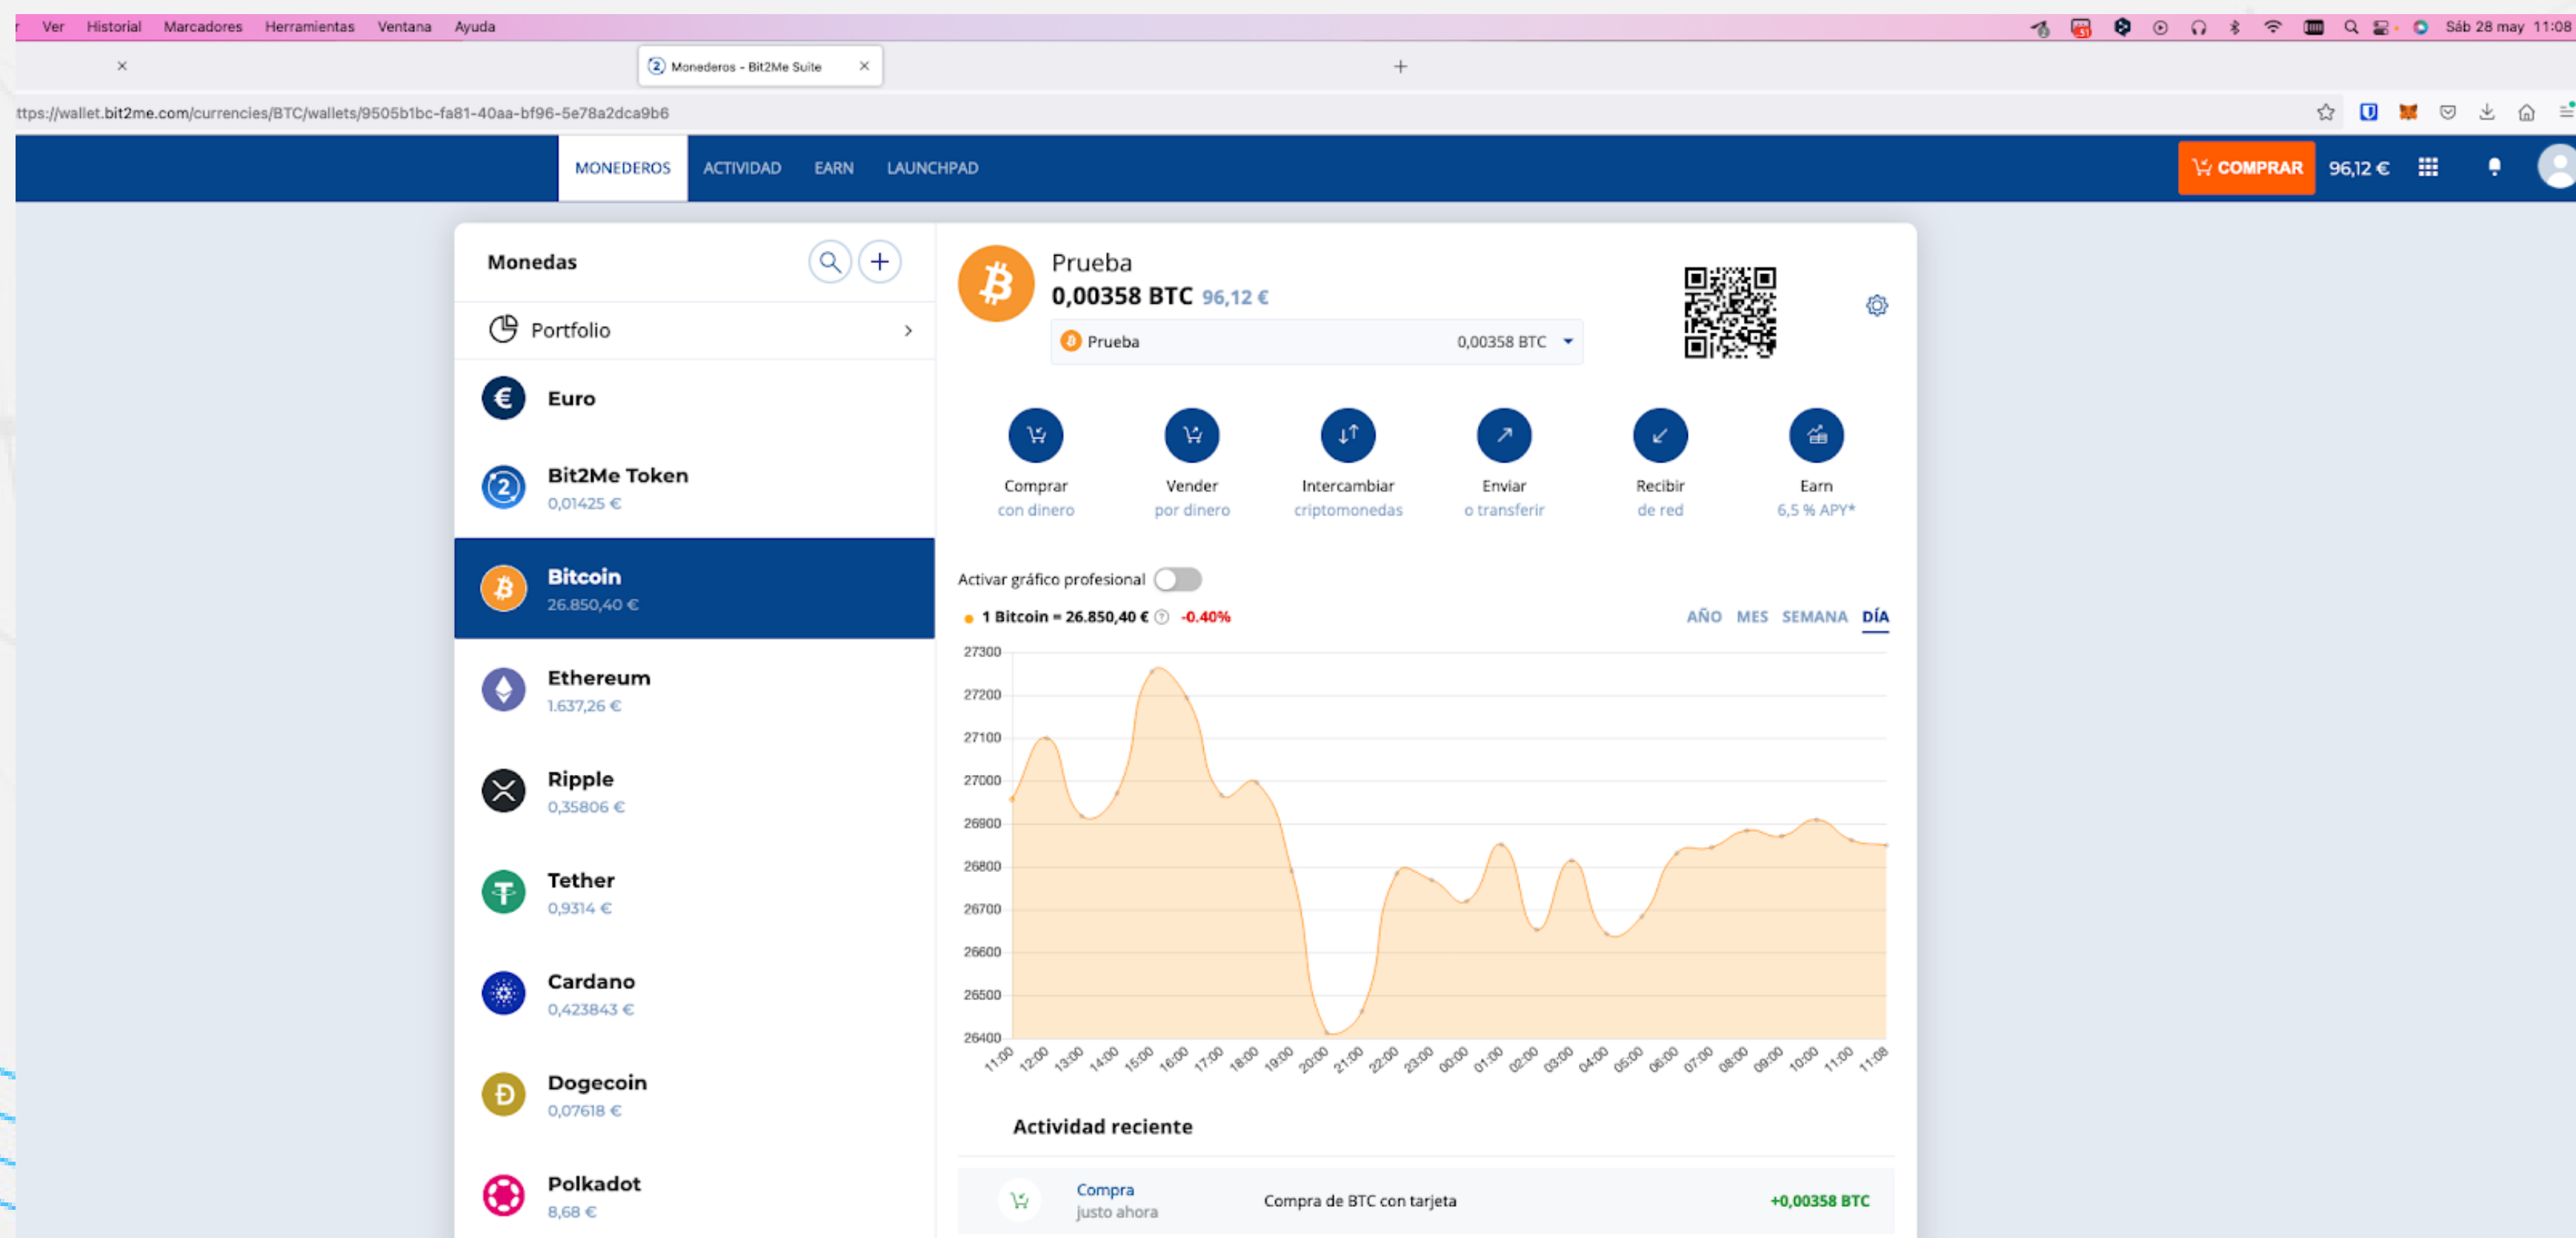 Ver Historial Marcadores Herramientas Ventana Ayuda
Sáb 28 may 11:08
Monederos - Bit2Me Suite
ttps://wallet.bit2me.com/currencies/BTC/wallets/9505b1bc-fa81-40aa-bf96-5e78a2dca9b6
MONEDEROS ACTIVIDAD EARN LAUNCHPAD
COMPRAR 96,12 €
Monedas
Portfolio
Euro
Bit2Me Token
0,01425 €
Bitcoin
26.850,40 €
Ethereum
1.637,26 €
Ripple
0,35806 €
Tether
0,9314 €
Cardano
0,423843 €
Dogecoin
0,07618 €
Polkadot
8,68 €
Prueba
0,00358 BTC 96,12 €
Prueba 0,00358 BTC
Comprar
con dinero
Vender
por dinero
Intercambiar
criptomonedas
Enviar
o transferir
Recibir
de red
Earn
6,5 % APY*
Activar gráfico profesional
1 Bitcoin = 26.850,40 € -0.40%
AÑO MES SEMANA DÍA
27300
27200
27100
27000
26900
26800
26700
26600
26500
26400
11:00 12:00 13:00 14:00 15:00 16:00 17:00 18:00 19:00 20:00 21:00 22:00 23:00 00:00 01:00 02:00 03:00 04:00 05:00 06:00 07:00 08:00 09:00 10:00 11:00 11:08
Actividad reciente
Compra
justo ahora
Compra de BTC con tarjeta
+0,00358 BTC